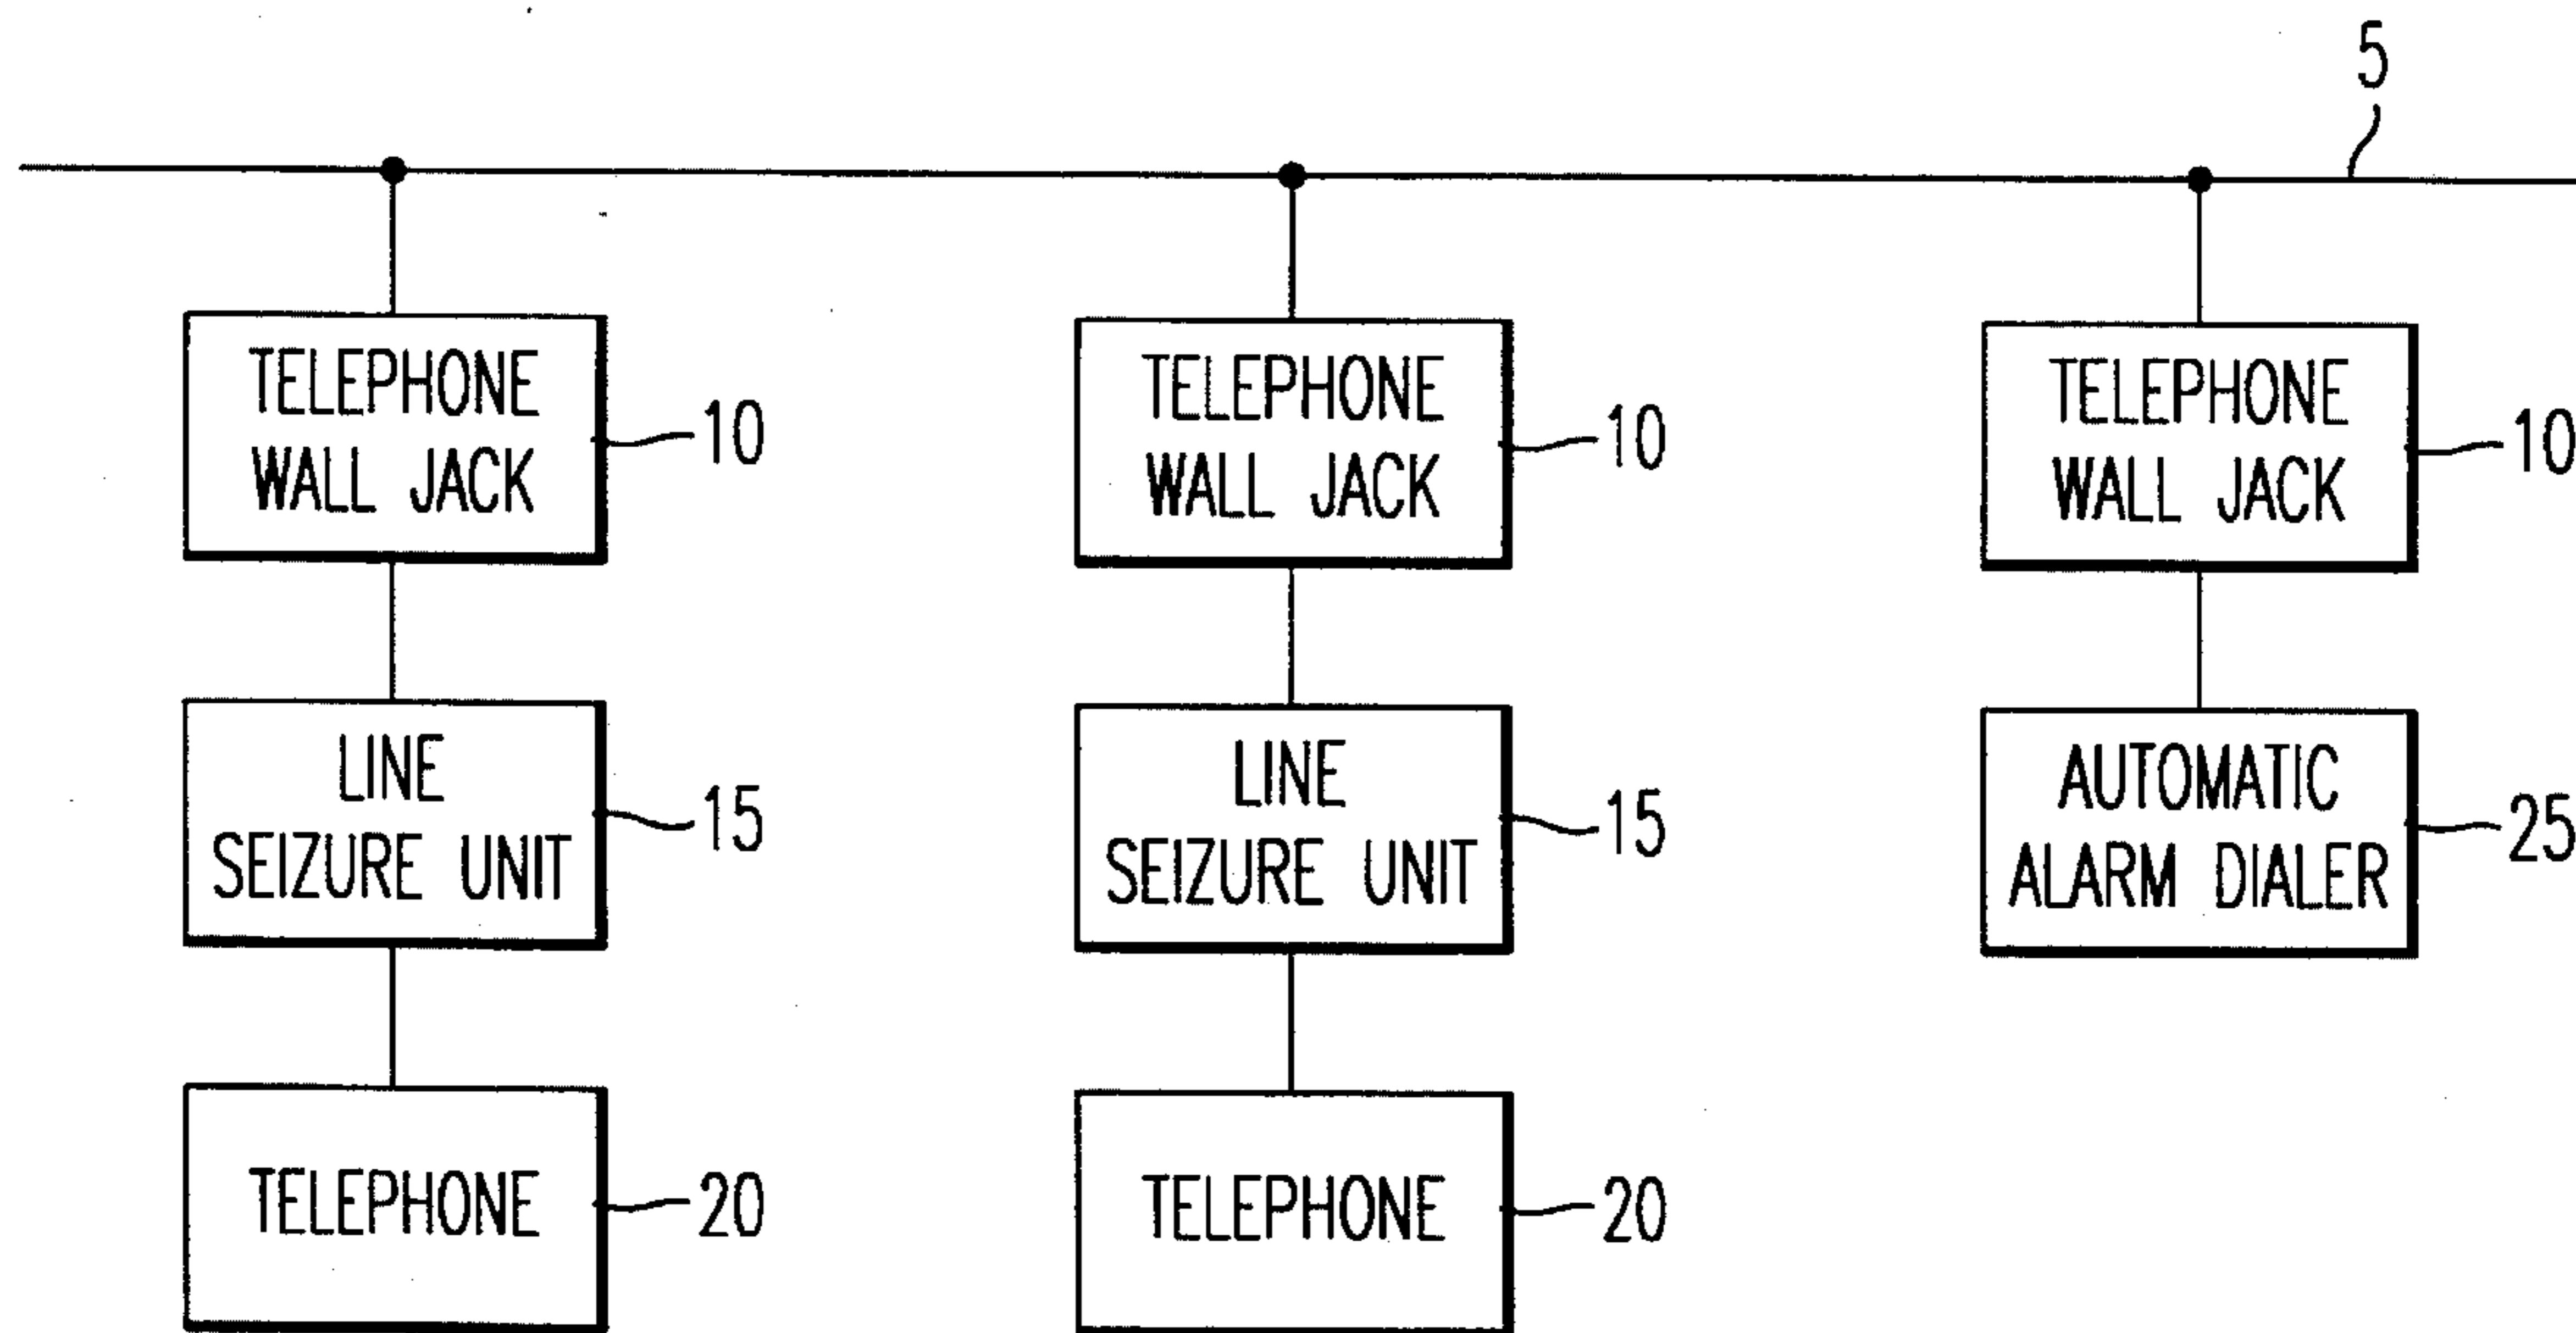 5
TELEPHONE
WALL JACK
10
TELEPHONE
WALL JACK
10
TELEPHONE
WALL JACK
10
LINE
SEIZURE UNIT
15
LINE
SEIZURE UNIT
15
AUTOMATIC
ALARM DIALER
25
TELEPHONE
20
TELEPHONE
20